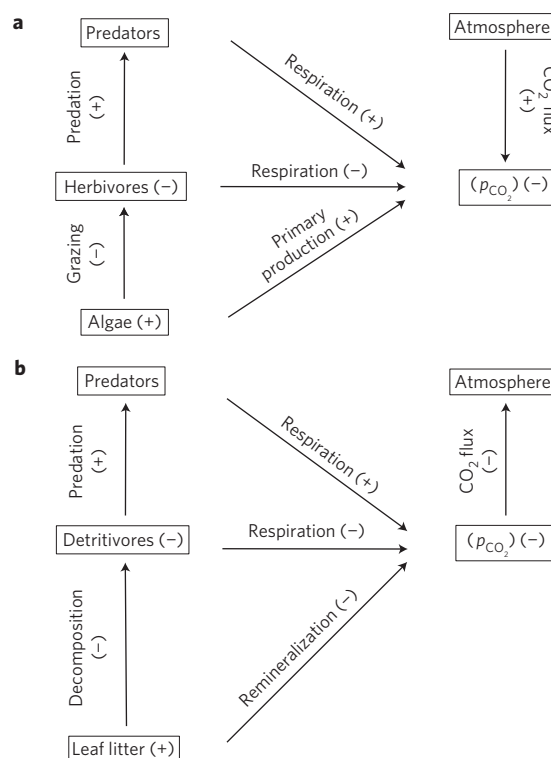 a
Predators
Atmosphere
Predation
(+)
Respiration (+)
CO2 flux
(+)
Herbivores (−)
Respiration (−)
(pCO2) (−)
Grazing
(−)
Primary
production (+)
Algae (+)
b
Predators
Atmosphere
Predation
(+)
Respiration (+)
CO2 flux
(−)
Detritivores (−)
Respiration (−)
(pCO2) (−)
Decomposition
(−)
Remineralization (−)
Leaf litter (+)